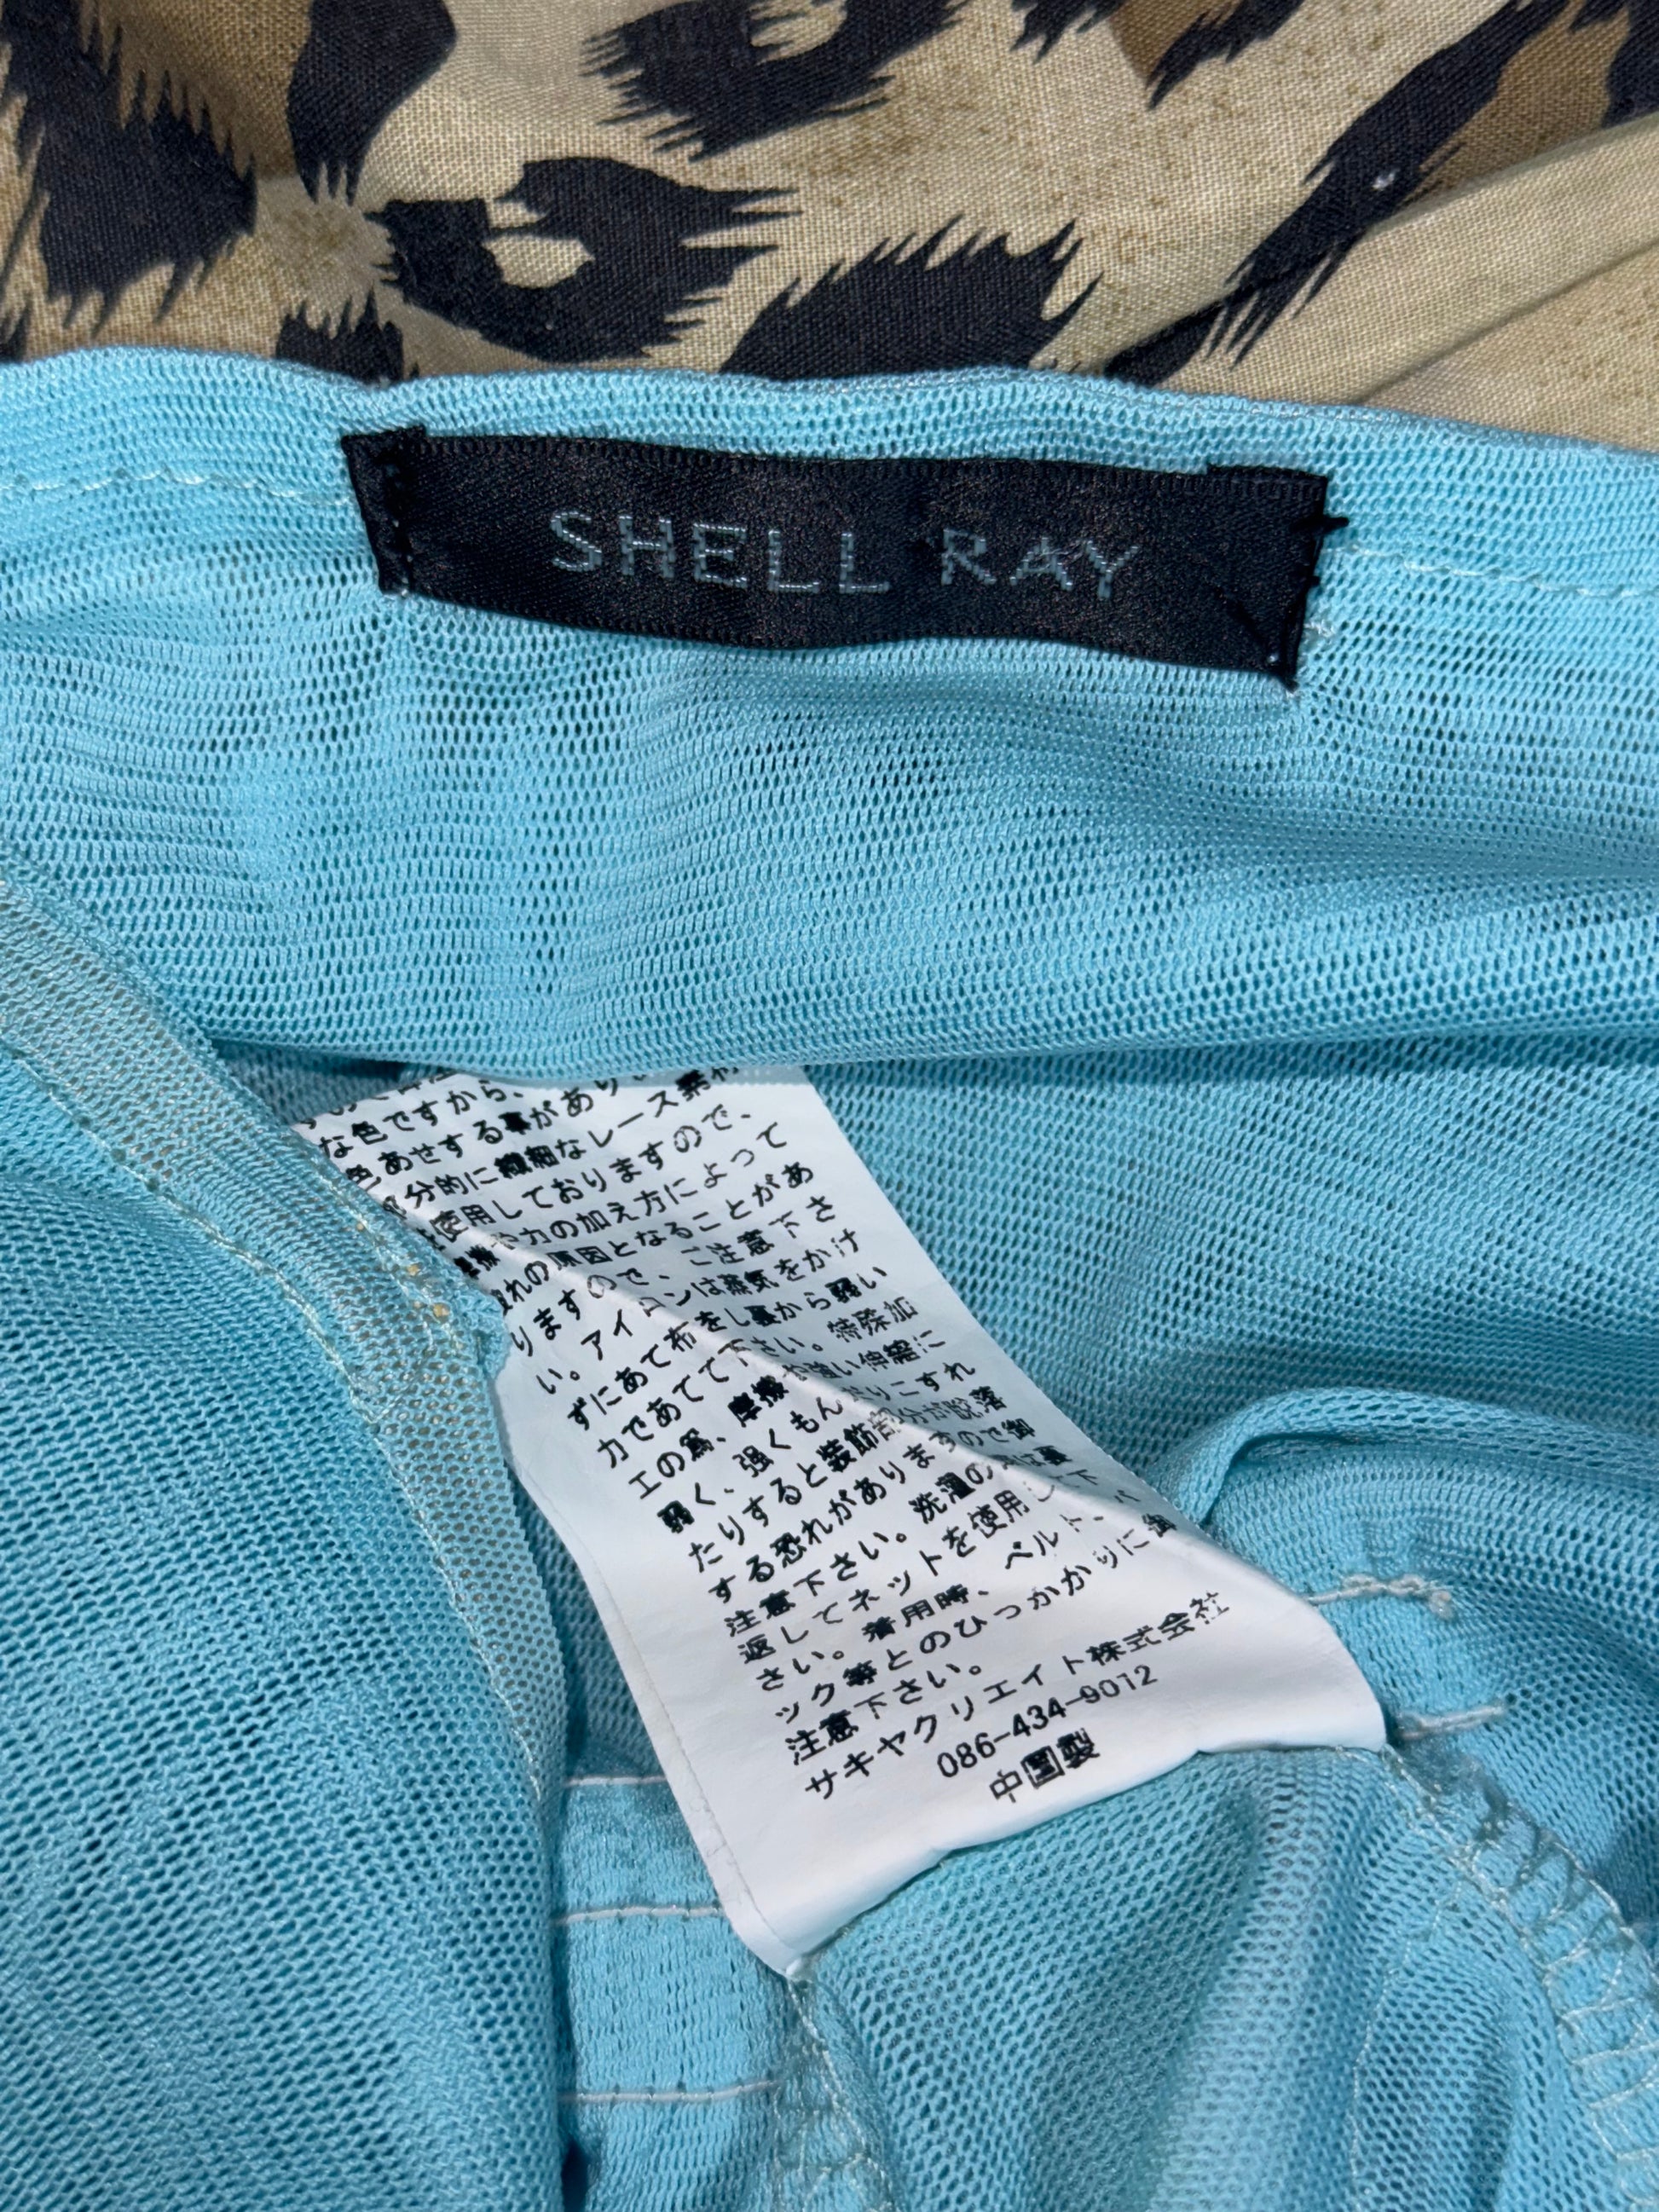 SHELL RAY
な色ですから、
色あせする事があり
部分的に繊細なレース素材
を使用しておりますので、
摩擦や力の加え方によって
破れの原因となることがあ
りますので、ご注意下さ
い。アイロンは蒸気をかけ
ずにあて布をし裏から弱い
力であてて下さい。特殊加
工の為、摩擦や強い伸縮に
弱く、強くもんだりこすれ
たりすると装飾部分が脱落
する恐れがありますので御
注意下さい。洗濯の際は裏
返してネットを使用し下
さい。着用時、ベルト、バ
ック等とのひっかかりに御
注意下さい。
サキヤクリエイト株式会社
086-434-9012
中国製